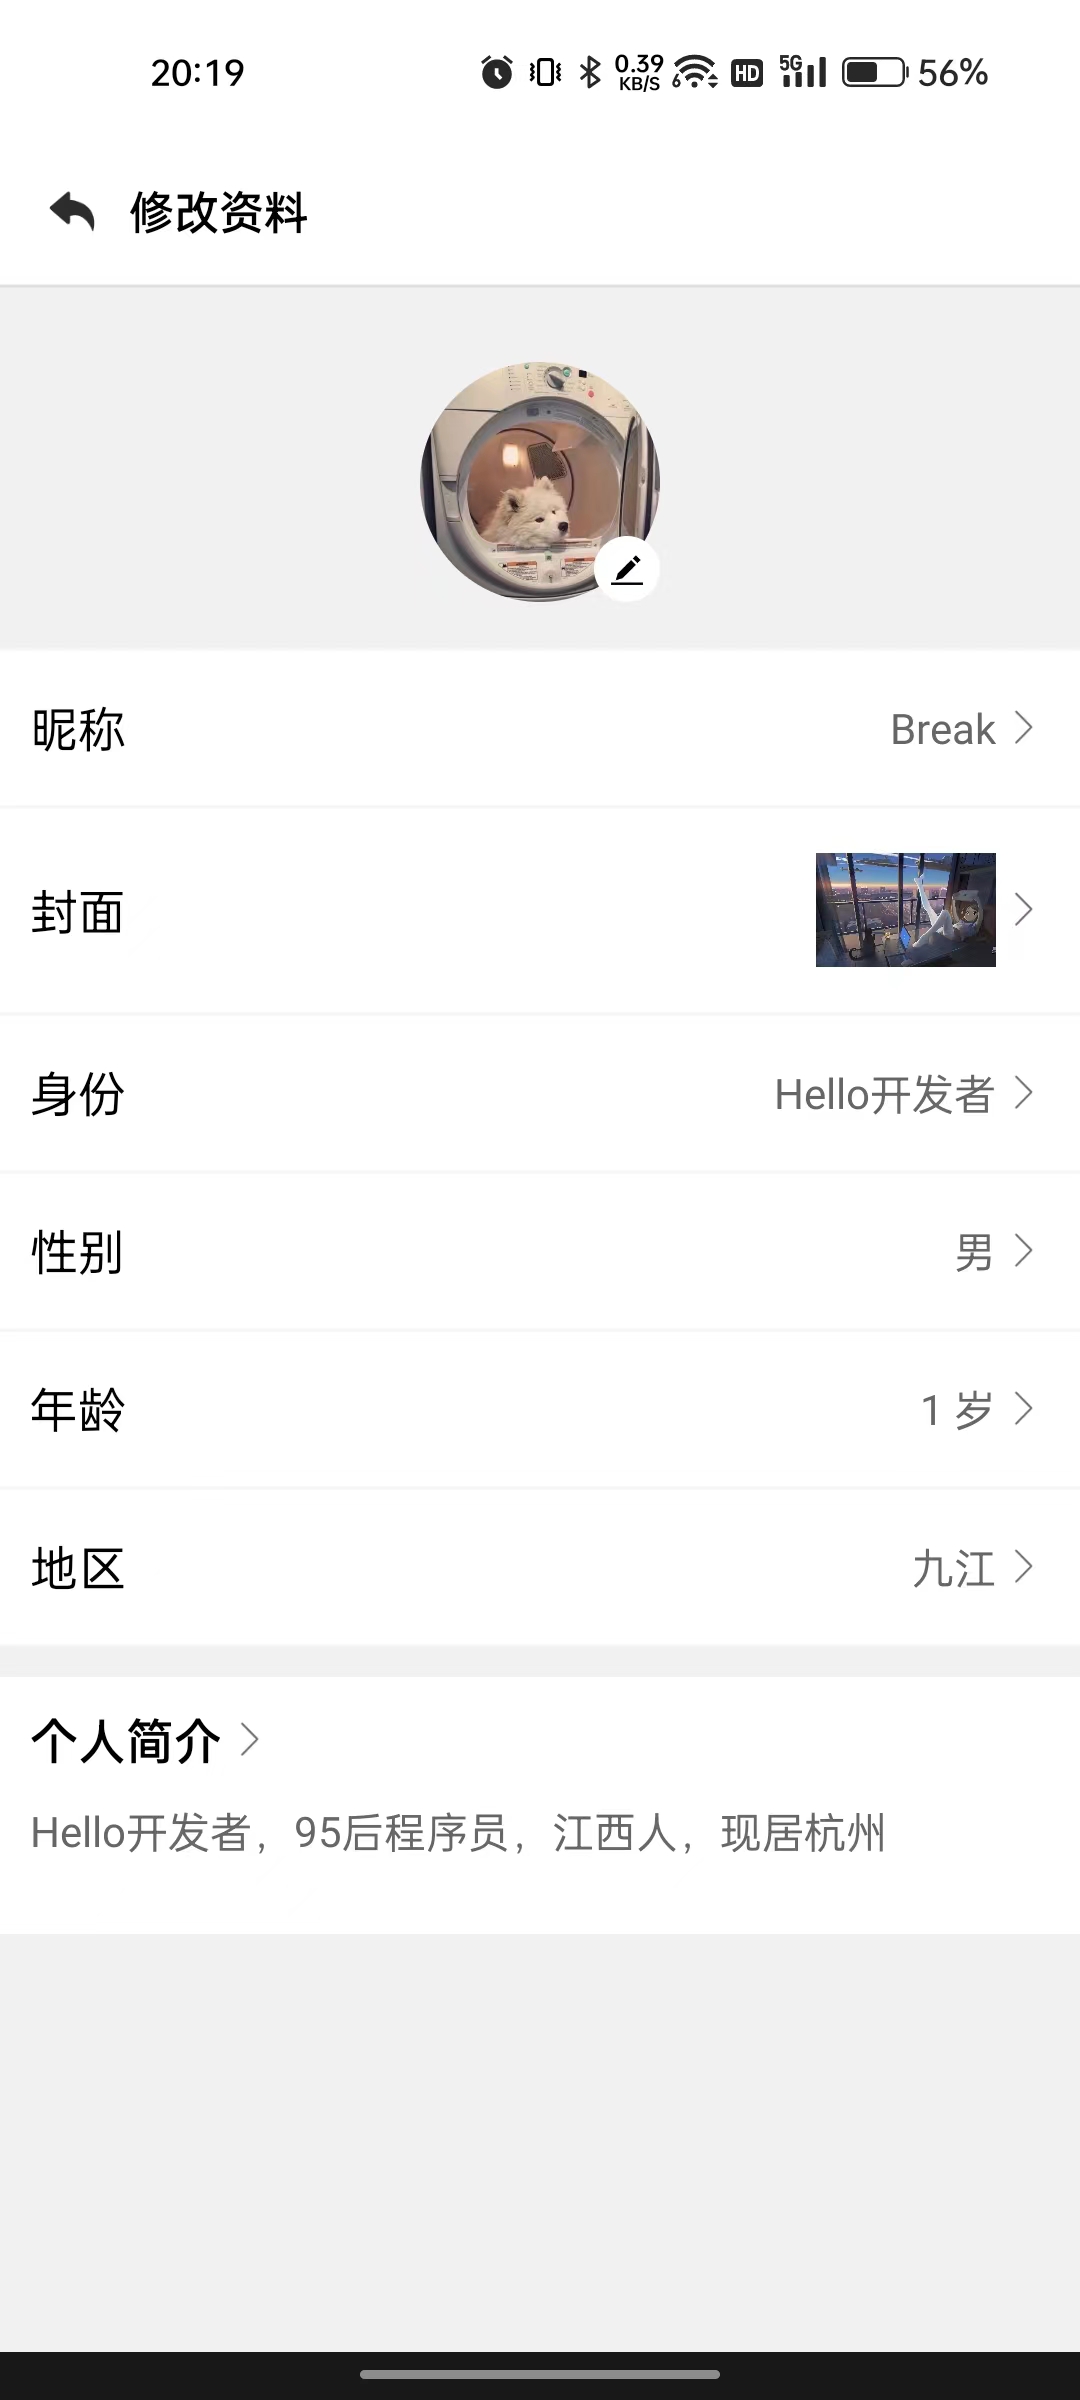 20:19 0.39 KB/S 6 HD 5G 56%
修改资料
昵称 Break
封面
身份 Hello开发者
性别 男
年龄 1 岁
地区 九江
个人简介
Hello开发者，95后程序员，江西人，现居杭州